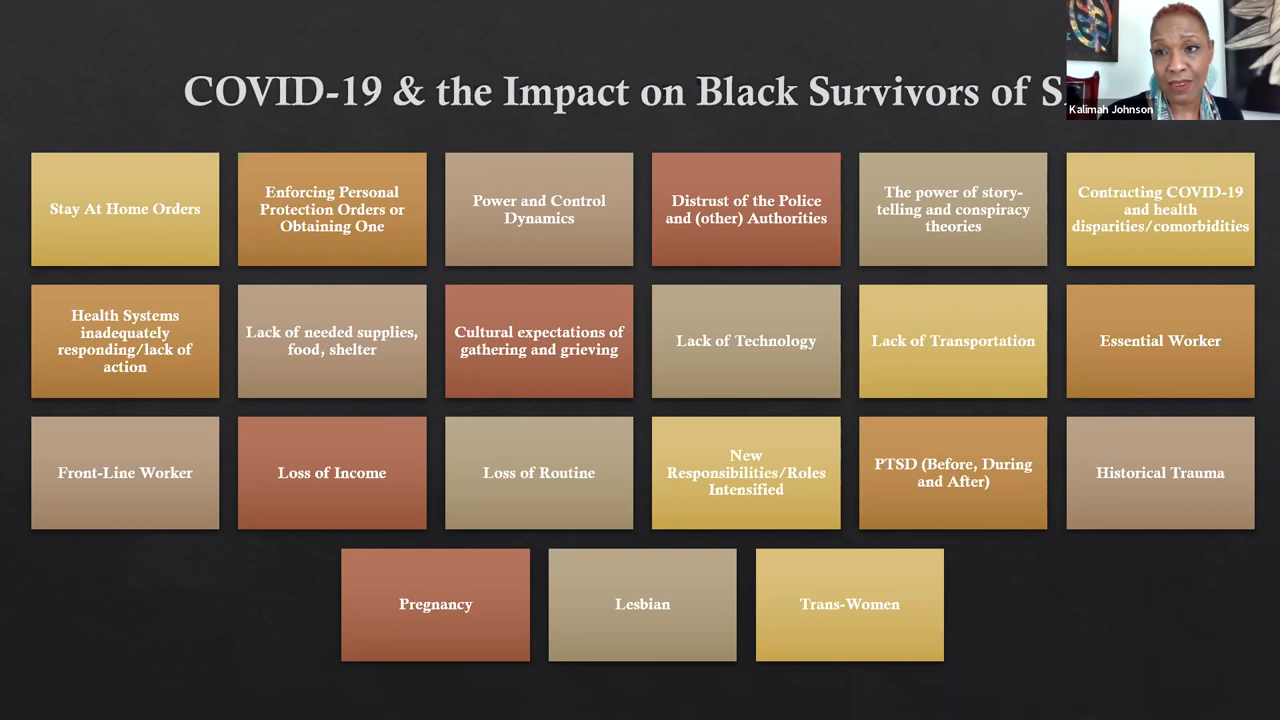 COVID-19 & the Impact on Black Survivors of S
Kalimah Johnson
Stay At Home Orders
Enforcing Personal
Protection Orders or
Obtaining One
Power and Control
Dynamics
Distrust of the Police
and (other) Authorities
The power of story-
telling and conspiracy
theories
Contracting COVID-19
and health
disparities/comorbidities
Health Systems
inadequately
responding/lack of
action
Lack of needed supplies,
food, shelter
Cultural expectations of
gathering and grieving
Lack of Technology
Lack of Transportation
Essential Worker
Front-Line Worker
Loss of Income
Loss of Routine
New
Responsibilities/Roles
Intensified
PTSD (Before, During
and After)
Historical Trauma
Pregnancy
Lesbian
Trans-Women